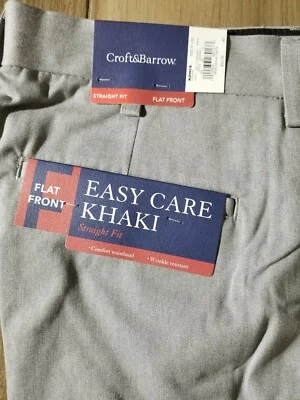 Croft&Barrow
STRAIGHT FIT
FLAT FRONT
FLAT
FRONT
F
EASY CARE
KHAKI
Straight Fit
• Comfort waistband
• Wrinkle resistant